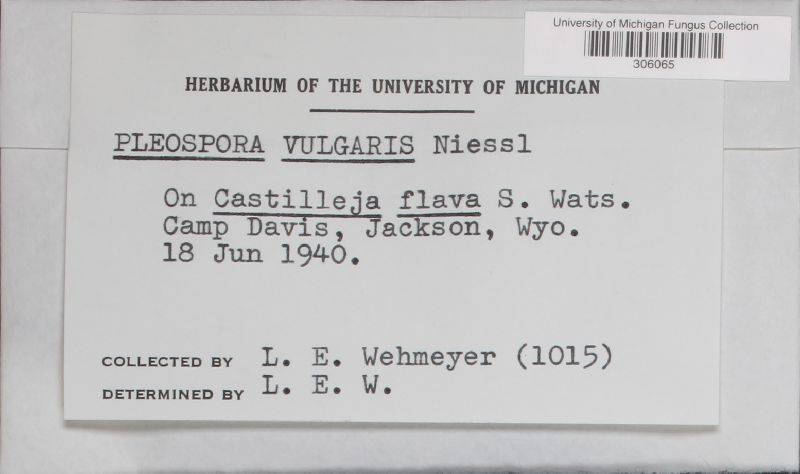 University of Michigan Fungus Collection
306065
HERBARIUM OF THE UNIVERSITY OF MICHIGAN
PLEOSPORA VULGARIS Niessl
On Castilleja flava S. Wats.
Camp Davis, Jackson, Wyo.
18 Jun 1940.
COLLECTED BY L. E. Wehmeyer (1015)
DETERMINED BY L. E. W.